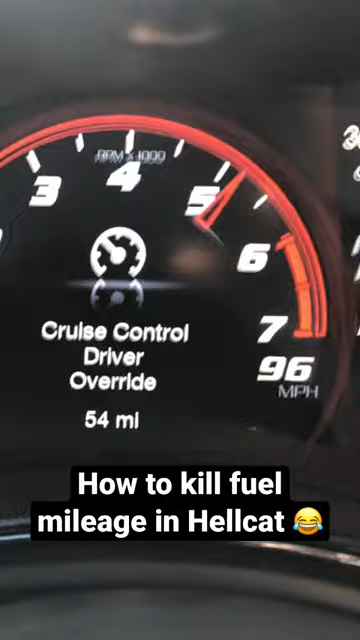 RPM X 1000
3
4
5
6
7
96
MPH
Cruise Control
Driver
Override
54 mi
How to kill fuel
mileage in Hellcat 😂